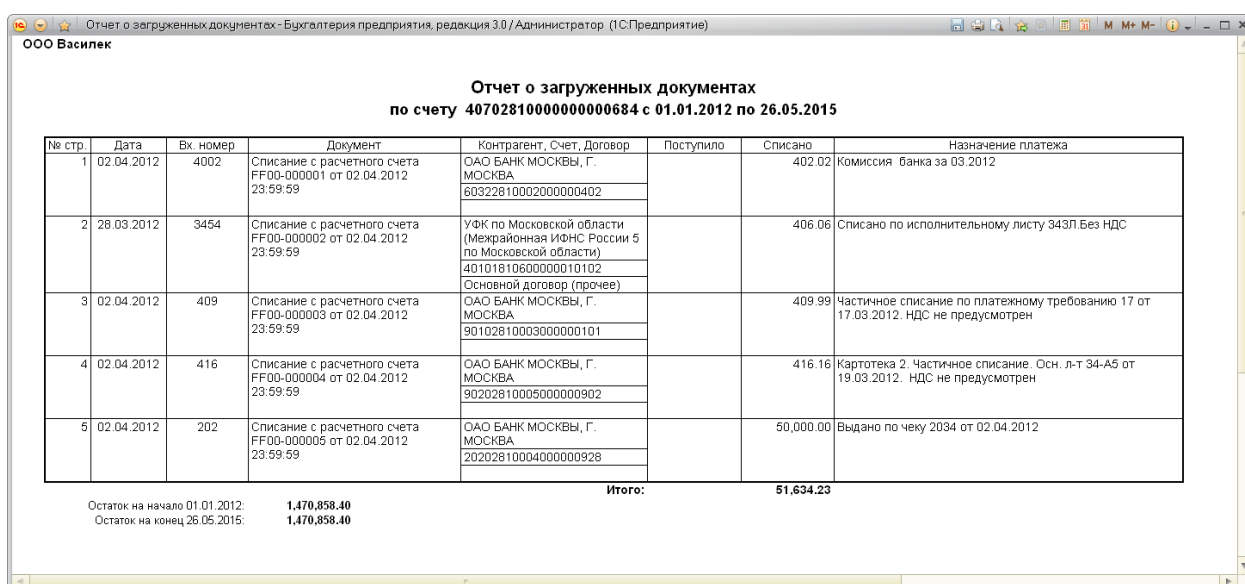 Отчет о загруженных документах - Бухгалтерия предприятия, редакция 3.0 / Администратор (1С:Предприятие)
M M+ M-
ООО Василек
Отчет о загруженных документах
по счету 40702810000000000684 с 01.01.2012 по 26.05.2015
№ стр. Дата Вх. номер Документ Контрагент, Счет, Договор Поступило Списано Назначение платежа
1 02.04.2012 4002 Списание с расчетного счета ОАО БАНК МОСКВЫ, Г. 402.02 Комиссия банка за 03.2012
FF00-000001 от 02.04.2012 МОСКВА
23:59:59 60322810002000000402
2 28.03.2012 3454 Списание с расчетного счета УФК по Московской области 406.06 Списано по исполнительному листу 343Л.Без НДС
FF00-000002 от 02.04.2012 (Межрайонная ИФНС России 5
23:59:59 по Московской области)
40101810600000010102
Основной договор (прочее)
3 02.04.2012 409 Списание с расчетного счета ОАО БАНК МОСКВЫ, Г. 409.99 Частичное списание по платежному требованию 17 от
FF00-000003 от 02.04.2012 МОСКВА 17.03.2012. НДС не предусмотрен
23:59:59 90102810003000000101
4 02.04.2012 416 Списание с расчетного счета ОАО БАНК МОСКВЫ, Г. 416.16 Картотека 2. Частичное списание. Осн. л-т 34-А5 от
FF00-000004 от 02.04.2012 МОСКВА 19.03.2012. НДС не предусмотрен
23:59:59 90202810005000000902
5 02.04.2012 202 Списание с расчетного счета ОАО БАНК МОСКВЫ, Г. 50,000.00 Выдано по чеку 2034 от 02.04.2012
FF00-000005 от 02.04.2012 МОСКВА
23:59:59 20202810004000000928
Итого: 51,634.23
Остаток на начало 01.01.2012: 1,470,858.40
Остаток на конец 26.05.2015: 1,470,858.40